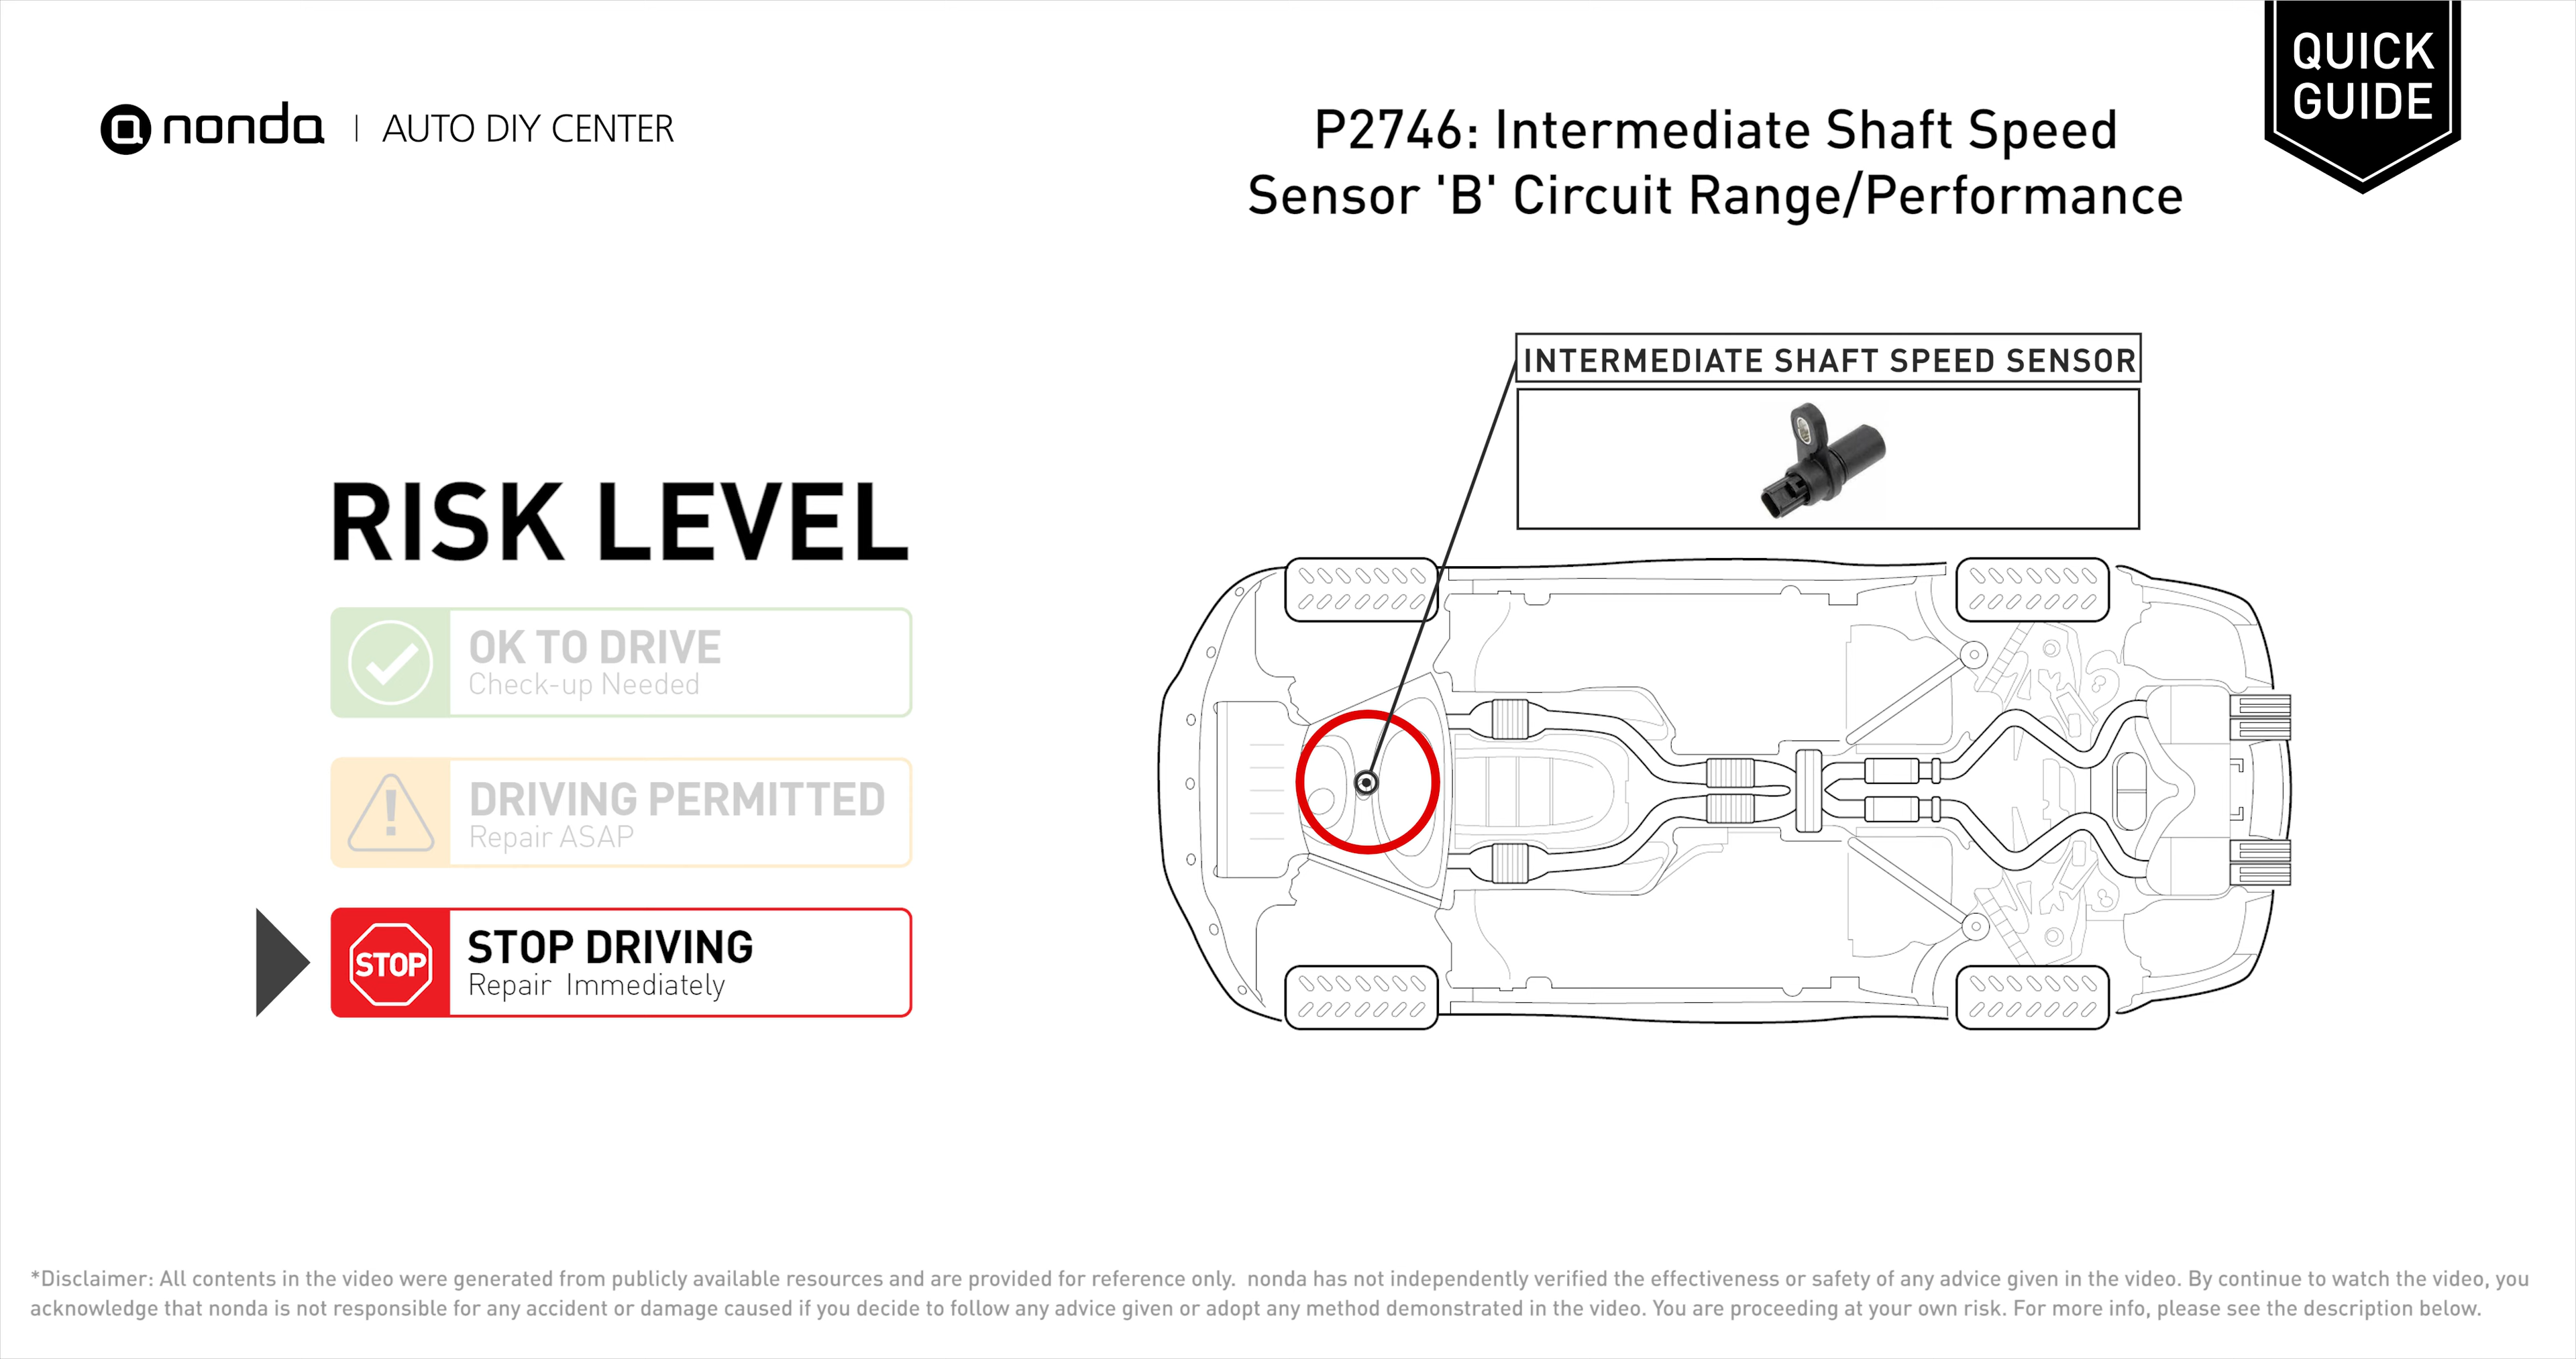 nonda | AUTO DIY CENTER
QUICK
GUIDE
P2746: Intermediate Shaft Speed
Sensor 'B' Circuit Range/Performance
INTERMEDIATE SHAFT SPEED SENSOR
RISK LEVEL
OK TO DRIVE
Check-up Needed
DRIVING PERMITTED
Repair ASAP
STOP
STOP DRIVING
Repair Immediately
*Disclaimer: All contents in the video were generated from publicly available resources and are provided for reference only. nonda has not independently verified the effectiveness or safety of any advice given in the video. By continue to watch the video, you
acknowledge that nonda is not responsible for any accident or damage caused if you decide to follow any advice given or adopt any method demonstrated in the video. You are proceeding at your own risk. For more info, please see the description below.